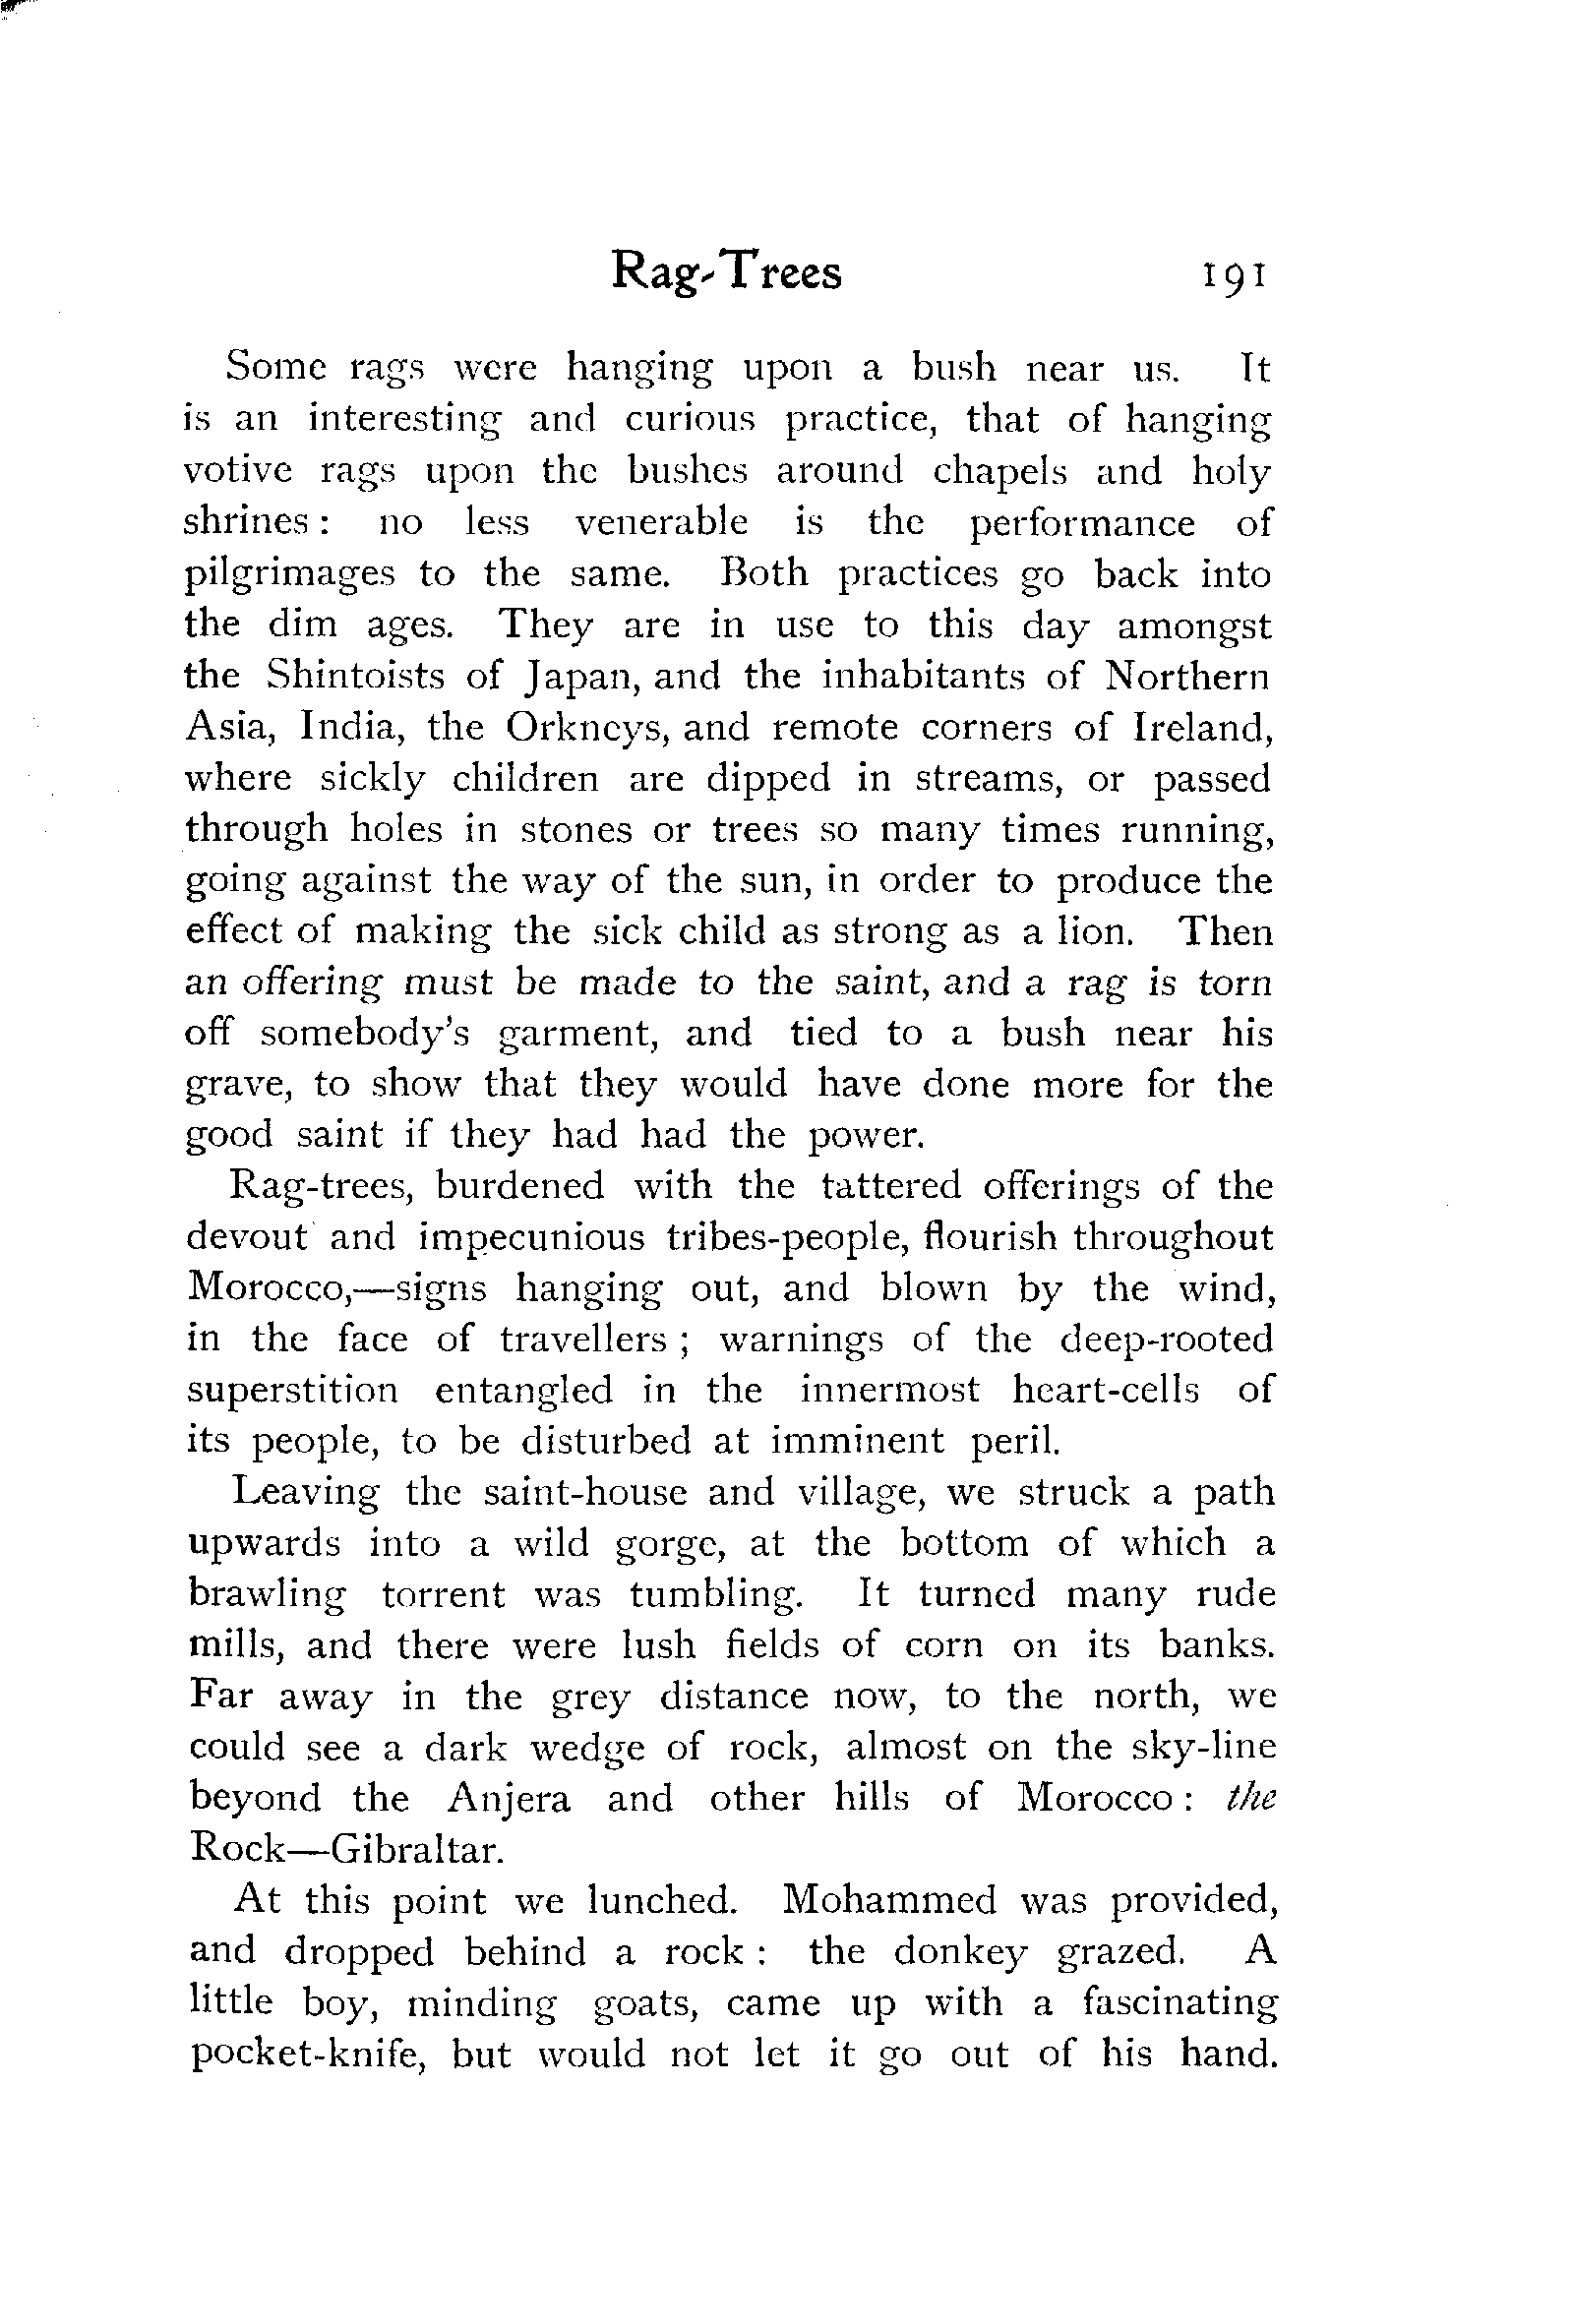 Rag-Trees 191
Some rags were hanging upon a bush near us. It
is an interesting and curious practice, that of hanging
votive rags upon the bushes around chapels and holy
shrines: no less venerable is the performance of
pilgrimages to the same. Both practices go back into
the dim ages. They are in use to this day amongst
the Shintoists of Japan, and the inhabitants of Northern
Asia, India, the Orkneys, and remote corners of Ireland,
where sickly children are dipped in streams, or passed
through holes in stones or trees so many times running,
going against the way of the sun, in order to produce the
effect of making the sick child as strong as a lion. Then
an offering must be made to the saint, and a rag is torn
off somebody's garment, and tied to a bush near his
grave, to show that they would have done more for the
good saint if they had had the power.
Rag-trees, burdened with the tattered offerings of the
devout and impecunious tribes-people, flourish throughout
Morocco,—signs hanging out, and blown by the wind,
in the face of travellers; warnings of the deep-rooted
superstition entangled in the innermost heart-cells of
its people, to be disturbed at imminent peril.
Leaving the saint-house and village, we struck a path
upwards into a wild gorge, at the bottom of which a
brawling torrent was tumbling. It turned many rude
mills, and there were lush fields of corn on its banks.
Far away in the grey distance now, to the north, we
could see a dark wedge of rock, almost on the sky-line
beyond the Anjera and other hills of Morocco: the
Rock—Gibraltar.
At this point we lunched. Mohammed was provided,
and dropped behind a rock: the donkey grazed. A
little boy, minding goats, came up with a fascinating
pocket-knife, but would not let it go out of his hand.